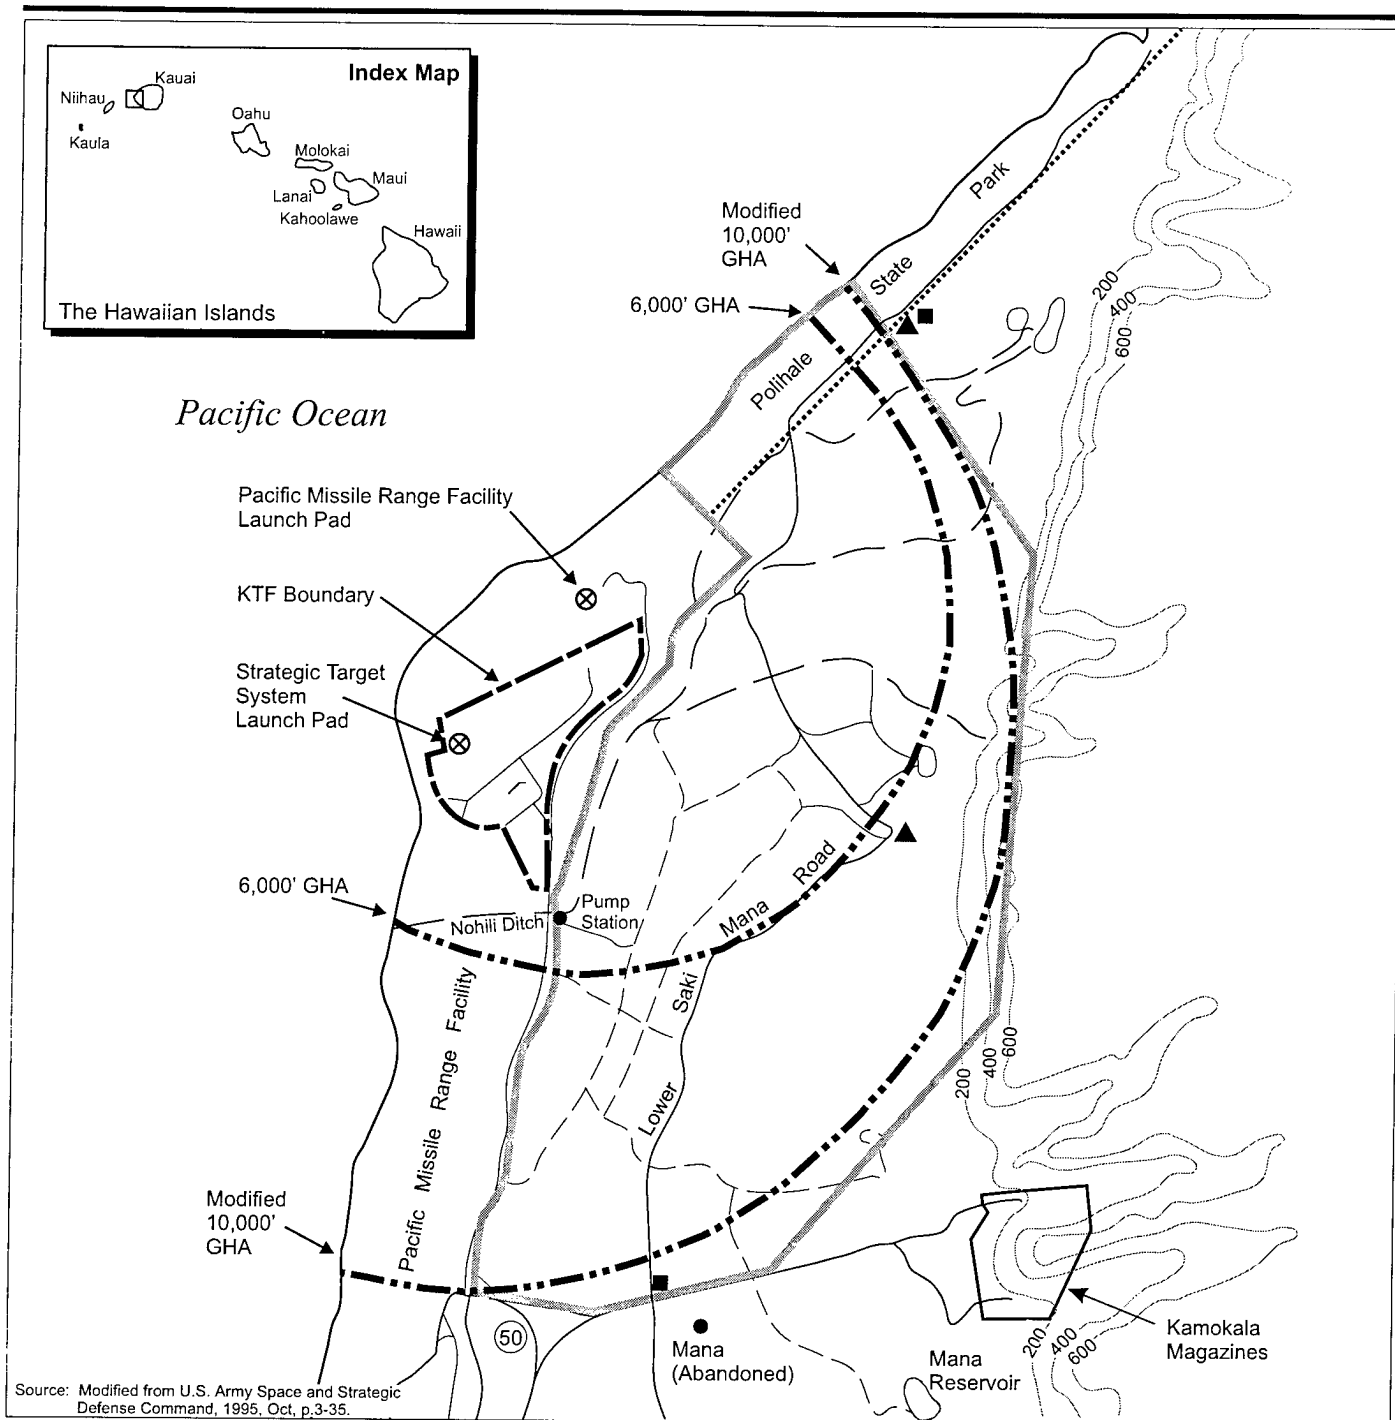 Index Map
Kauai
Niihau
Kaula
Oahu
Molokai
Maui
Lanai
Kahoolawe
Hawaii
The Hawaiian Islands
Park
Modified
10,000'
GHA
State
6,000' GHA
Polihale
200
400
600
Pacific Ocean
Pacific Missile Range Facility
Launch Pad
KTF Boundary
Strategic Target
System
Launch Pad
6,000' GHA
Nohili Ditch
Pump
Station
Mana Road
Lower Saki
Pacific Missile Range Facility
200
400
600
Modified
10,000'
GHA
50
Mana
(Abandoned)
Mana
Reservoir
200
400
600
Kamokala
Magazines
Source: Modified from U.S. Army Space and Strategic
Defense Command, 1995, Oct, p.3-35.